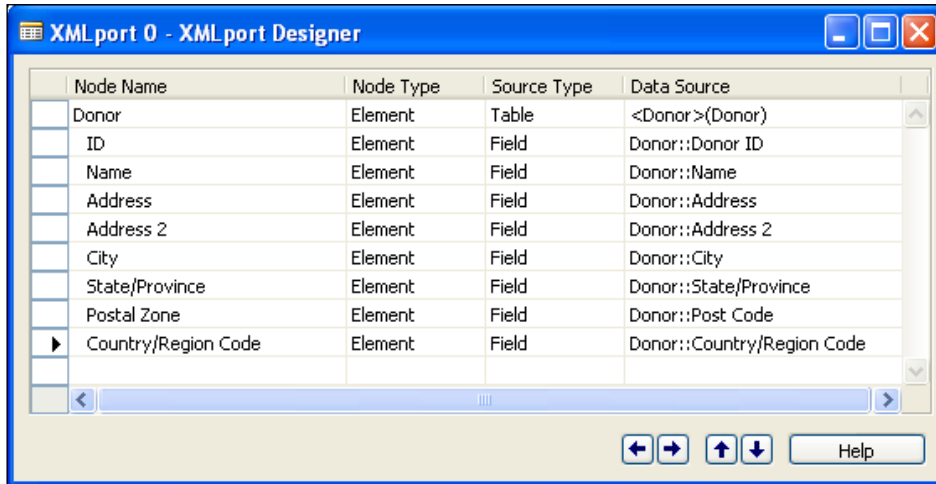 XMLport 0 - XMLport Designer
Node Name Node Type Source Type Data Source
Donor Element Table <Donor>(Donor)
ID Element Field Donor::Donor ID
Name Element Field Donor::Name
Address Element Field Donor::Address
Address 2 Element Field Donor::Address 2
City Element Field Donor::City
State/Province Element Field Donor::State/Province
Postal Zone Element Field Donor::Post Code
Country/Region Code Element Field Donor::Country/Region Code
Help